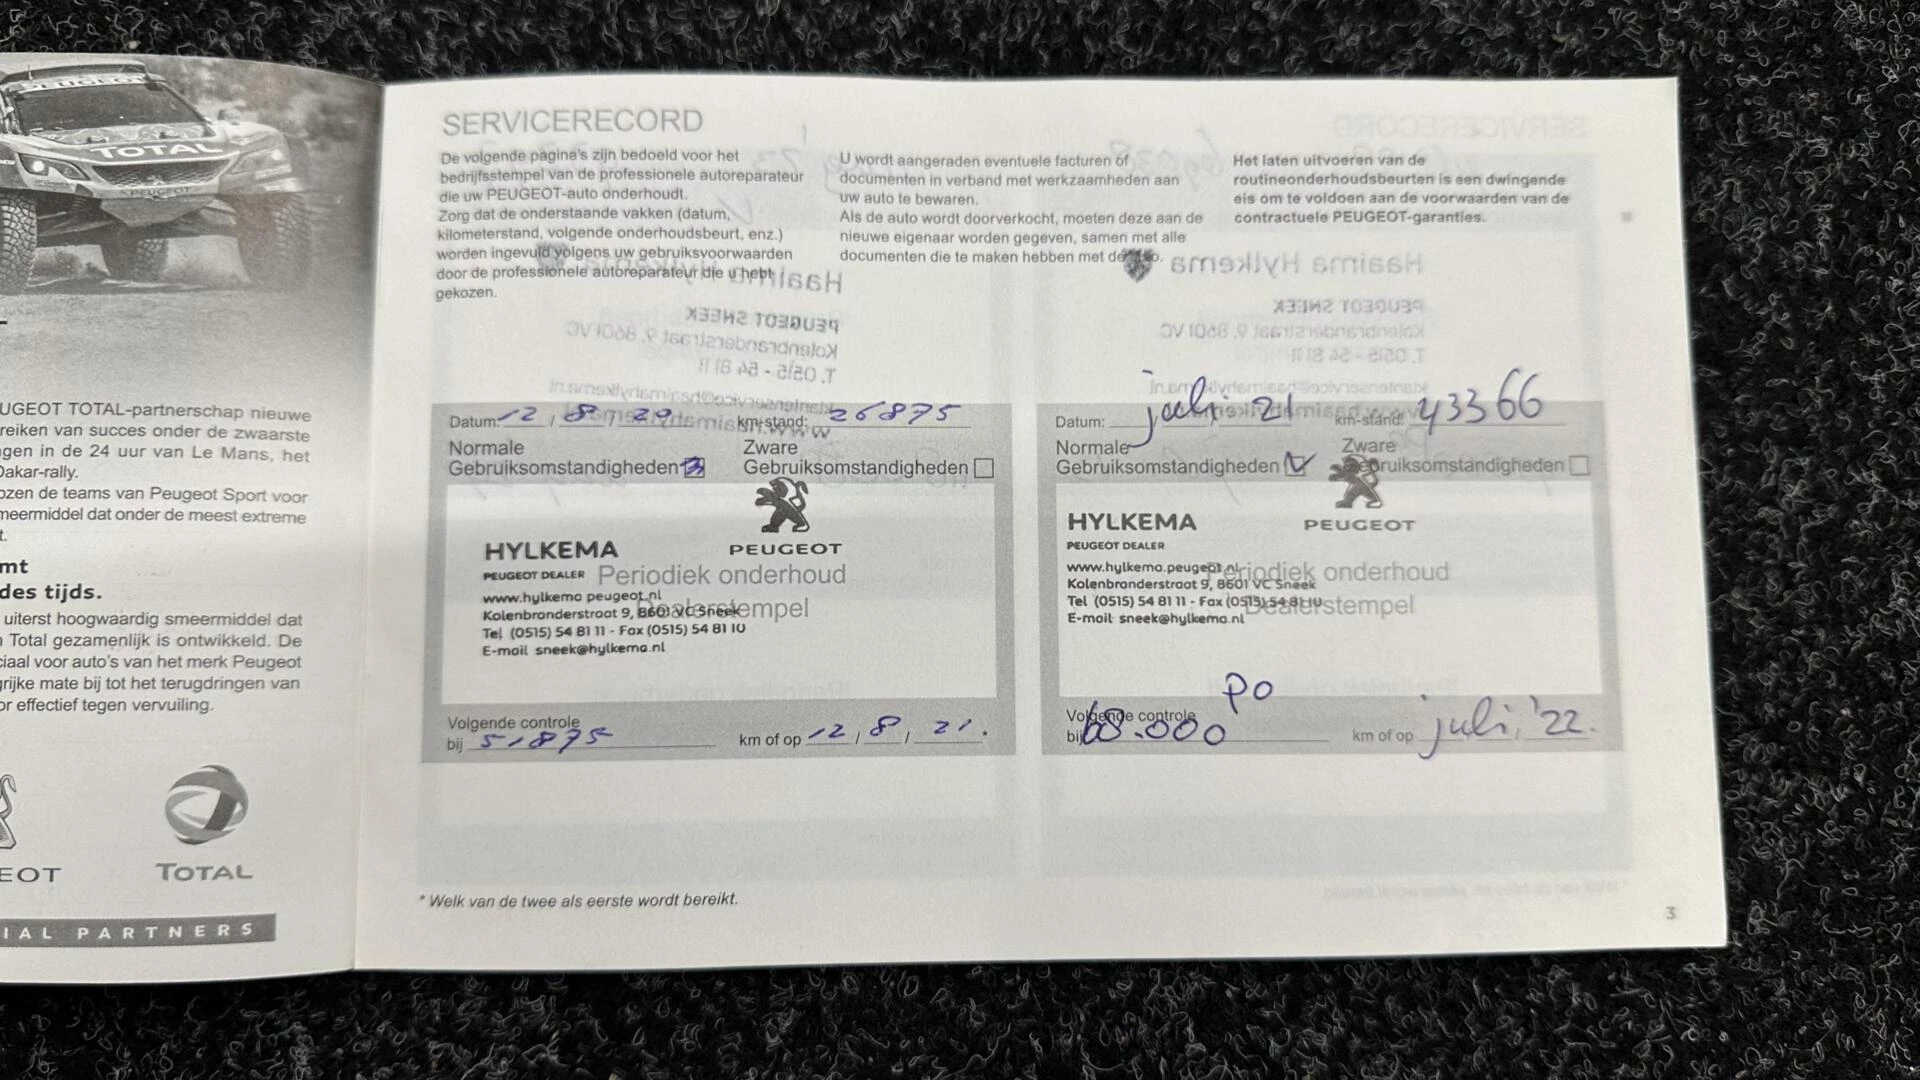 PEUGEOT
TOTAL
PEUGEOT
UGEOT TOTAL-partnerschap nieuwe
reiken van succes onder de zwaarste
gen in de 24 uur van Le Mans, het
Dakar-rally.
ozen de teams van Peugeot Sport voor
meermiddel dat onder de meest extreme
t.
mt
des tijds.
uiterst hoogwaardig smeermiddel dat
n Total gezamenlijk is ontwikkeld. De
ciaal voor auto's van het merk Peugeot
grijke mate bij tot het terugdringen van
or effectief tegen vervuiling.
EOT
TOTAL
IAL PARTNERS
SERVICERECORD
De volgende pagina's zijn bedoeld voor het
bedrijfsstempel van de professionele autoreparateur
die uw PEUGEOT-auto onderhoudt.
Zorg dat de onderstaande vakken (datum,
kilometerstand, volgende onderhoudsbeurt, enz.)
worden ingevuld volgens uw gebruiksvoorwaarden
door de professionele autoreparateur die u hebt
gekozen.
U wordt aangeraden eventuele facturen of
documenten in verband met werkzaamheden aan
uw auto te bewaren.
Als de auto wordt doorverkocht, moeten deze aan de
nieuwe eigenaar worden gegeven, samen met alle
documenten die te maken hebben met de
Het laten uitvoeren van de
routineonderhoudsbeurten is een dwingende
eis om te voldoen aan de voorwaarden van de
contractuele PEUGEOT-garanties.
Datum: 12 / 8 / km-stand: 26875
Normale Zware
Gebruiksomstandigheden Gebruiksomstandigheden
PEUGEOT
HYLKEMA
PEUGEOT DEALER Periodiek onderhoud
www.hylkema peugeot.nl
Dealerstempel
Kolenbranderstraat 9, 8601 VC Sneek
Tel (0515) 54 81 11 - Fax (0515) 54 81 10
E-mail sneek@hylkema.nl
Volgende controle
bij 51875 km of op 12 / 8 / 21.
Datum: juli 21 km-stand: 43366
Normale Zware
Gebruiksomstandigheden Gebruiksomstandigheden
HYLKEMA PEUGEOT
PEUGEOT DEALER
www.hylkema.peugeot.nl
Periodiek onderhoud
Kolenbranderstraat 9, 8601 VC Sneek
Tel (0515) 54 81 11 - Fax (0515) 54 81 10
Dealerstempel
E-mail sneek@hylkema.nl
PO
Volgende controle
bij 68.000 km of op juli, '22.
* Welk van de twee als eerste wordt bereikt.
3